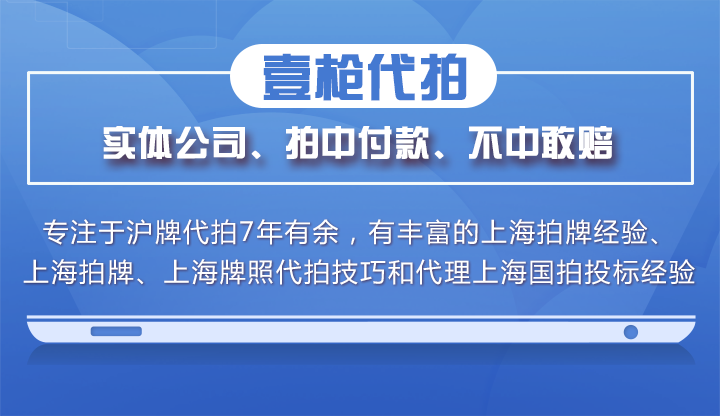 壹枪代拍
实体公司、拍中付款、不中敢赔
专注于沪牌代拍7年有余，有丰富的上海拍牌经验、
上海拍牌、上海牌照代拍技巧和代理上海国拍投标经验